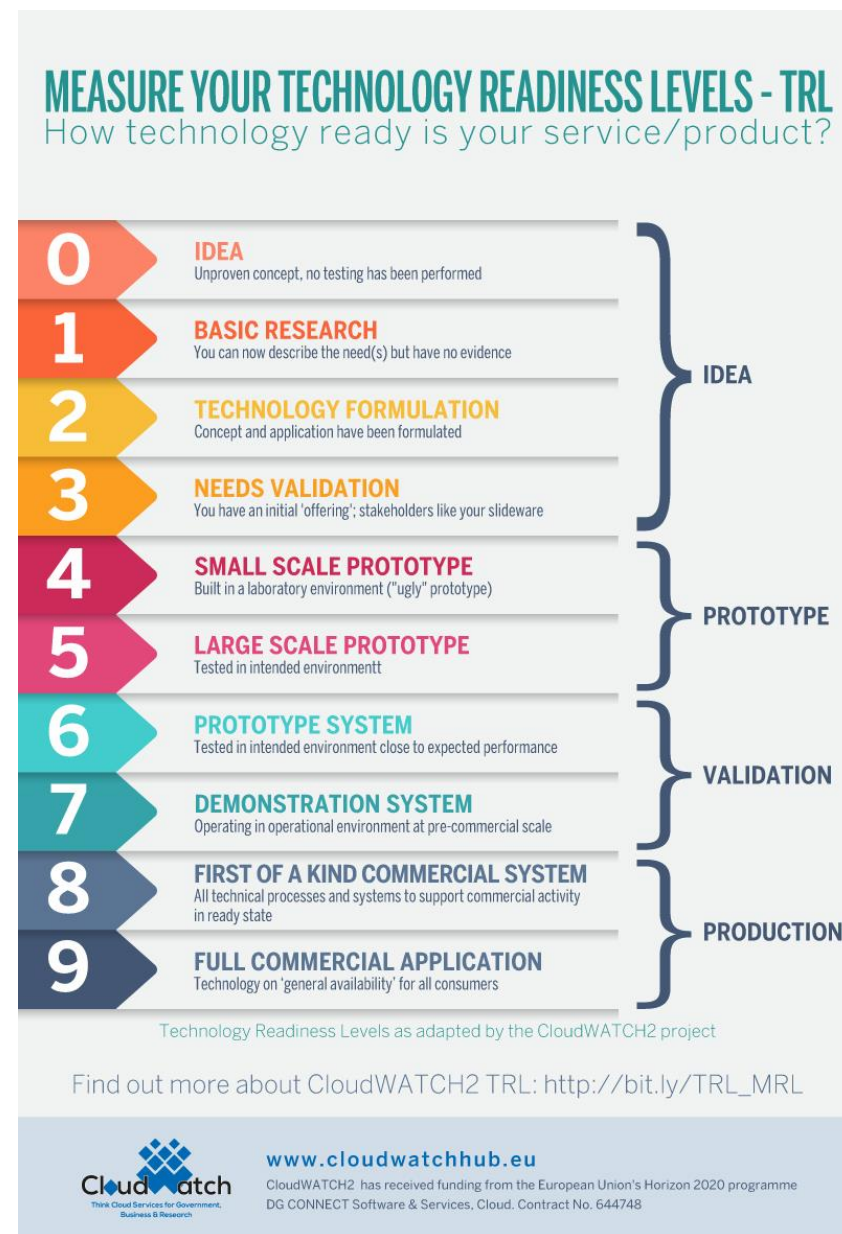 MEASURE YOUR TECHNOLOGY READINESS LEVELS - TRL
How technology ready is your service/product?
0
IDEA
Unproven concept, no testing has been performed
1
BASIC RESEARCH
You can now describe the need(s) but have no evidence
2
TECHNOLOGY FORMULATION
Concept and application have been formulated
3
NEEDS VALIDATION
You have an initial 'offering'; stakeholders like your slideware
IDEA
4
SMALL SCALE PROTOTYPE
Built in a laboratory environment ("ugly" prototype)
5
LARGE SCALE PROTOTYPE
Tested in intended environmentt
PROTOTYPE
6
PROTOTYPE SYSTEM
Tested in intended environment close to expected performance
7
DEMONSTRATION SYSTEM
Operating in operational environment at pre-commercial scale
VALIDATION
8
FIRST OF A KIND COMMERCIAL SYSTEM
All technical processes and systems to support commercial activity
in ready state
9
FULL COMMERCIAL APPLICATION
Technology on 'general availability' for all consumers
PRODUCTION
Technology Readiness Levels as adapted by the CloudWATCH2 project
Find out more about CloudWATCH2 TRL: http://bit.ly/TRL_MRL
CloudWatch
Think Cloud Services for Government,
Business & Research
www.cloudwatchhub.eu
CloudWATCH2 has received funding from the European Union's Horizon 2020 programme
DG CONNECT Software & Services, Cloud. Contract No. 644748